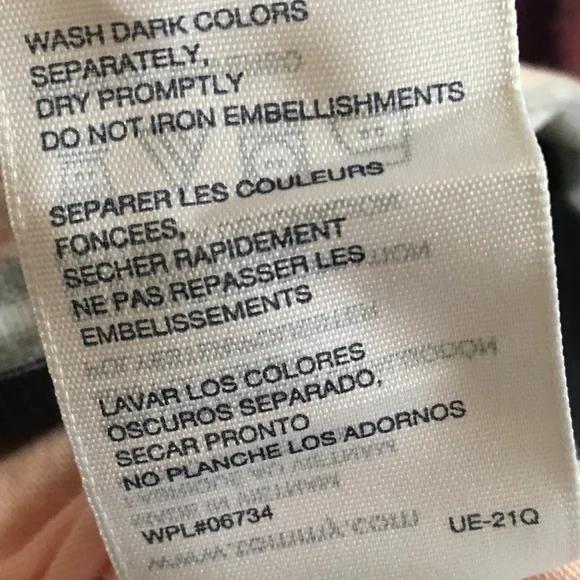 WASH DARK COLORS
SEPARATELY,
DRY PROMPTLY
DO NOT IRON EMBELLISHMENTS
SEPARER LES COULEURS
FONCEES,
SECHER RAPIDEMENT
NE PAS REPASSER LES
EMBELISSEMENTS
LAVAR LOS COLORES
OSCUROS SEPARADO,
SECAR PRONTO
NO PLANCHE LOS ADORNOS
WPL#06734
UE-21Q